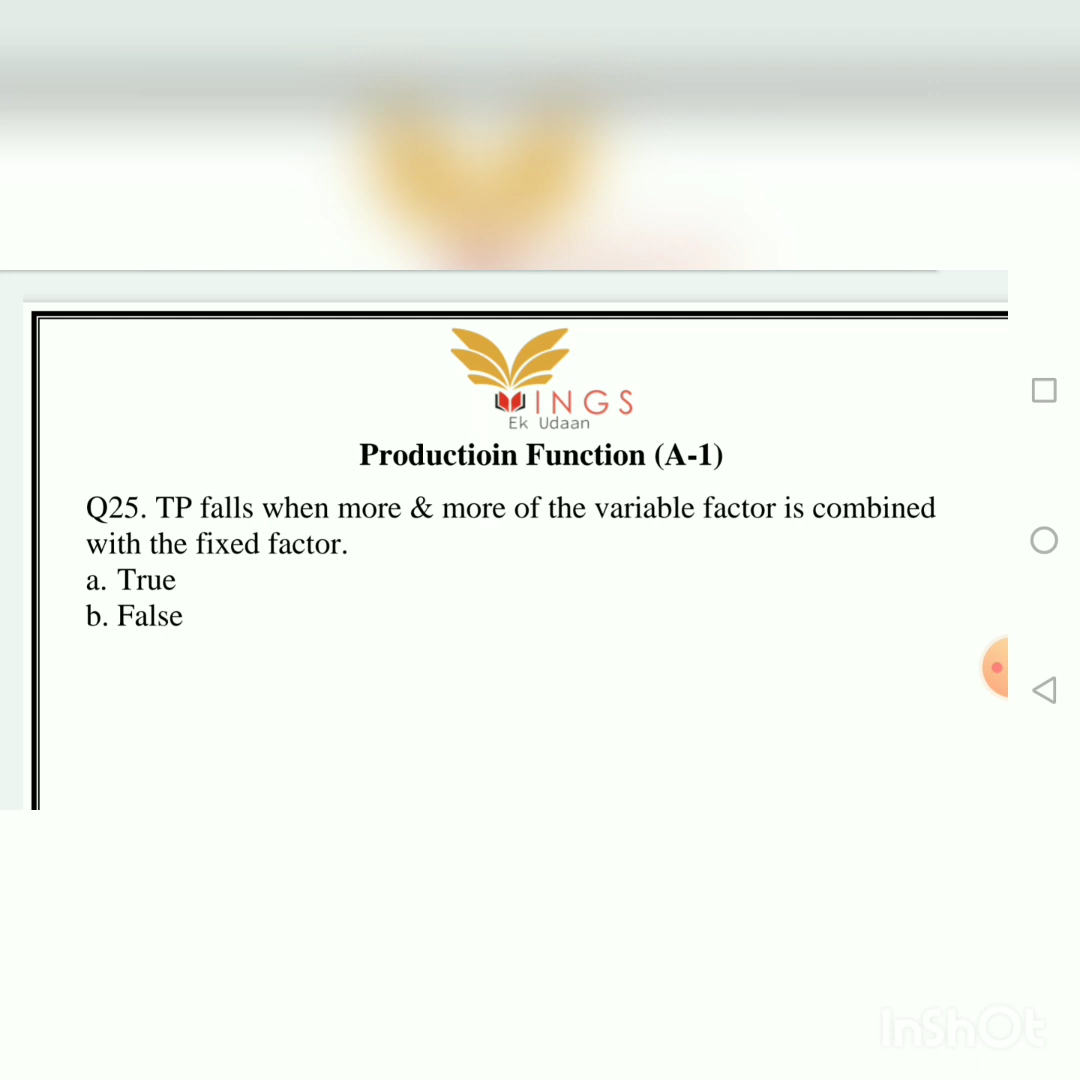 WINGS
Ek Udaan
Productioin Function (A-1)
Q25. TP falls when more & more of the variable factor is combined
with the fixed factor.
a. True
b. False
InShOt